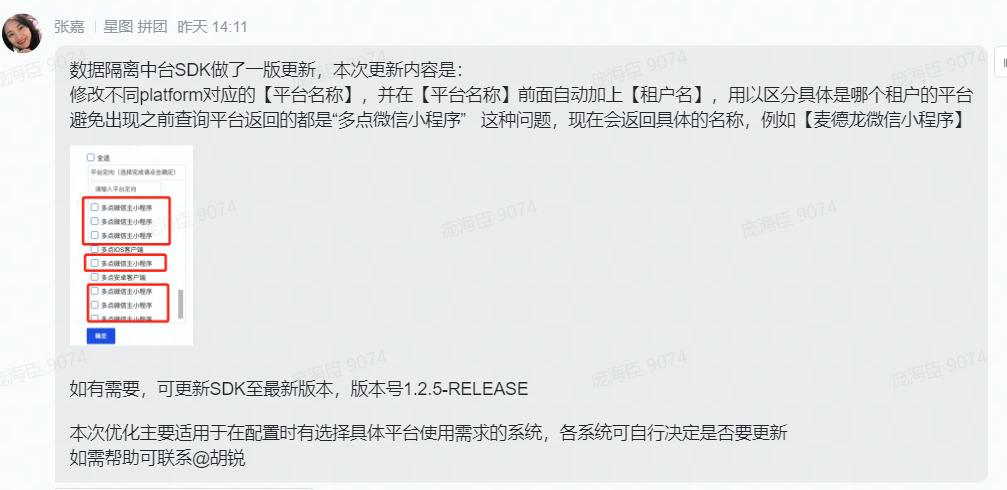 张嘉 星图 拼团 昨天 14:11
数据隔离中台SDK做了一版更新，本次更新内容是：
修改不同platform对应的【平台名称】，并在【平台名称】前面自动加上【租户名】，用以区分具体是哪个租户的平台
避免出现之前查询平台返回的都是“多点微信小程序” 这种问题，现在会返回具体的名称，例如【麦德龙微信小程序】
全选
平台定向（选择完成请点击确定）
请输入平台定向
多点微信主小程序
多点微信主小程序
多点微信主小程序
多点iOS客户端
多点微信主小程序
多点安卓客户端
多点微信主小程序
多点微信主小程序
多点微信主小程序
确定
如有需要，可更新SDK至最新版本，版本号1.2.5-RELEASE
本次优化主要适用于在配置时有选择具体平台使用需求的系统，各系统可自行决定是否要更新
如需帮助可联系@胡锐
庞海臣 9074
庞海臣 9074
庞海臣 9074
庞海臣 9074
庞海臣 9074
庞海臣 9074
庞海臣 9074
庞海臣 9074
庞海臣 9074
庞海臣 9074